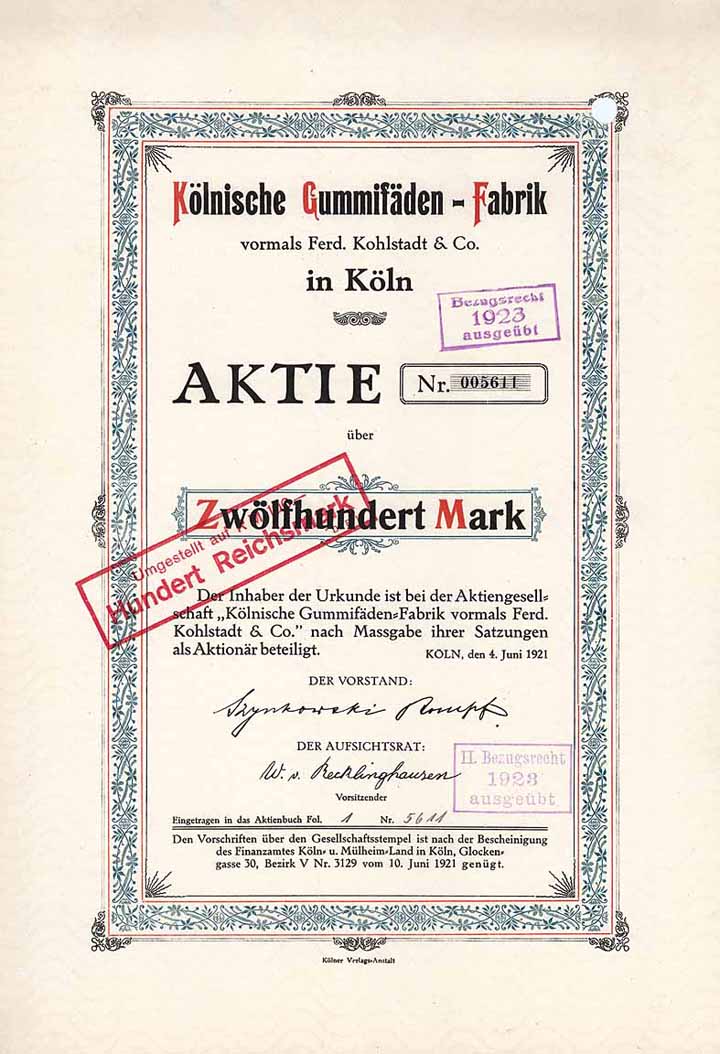 Kölnische Gummifäden-Fabrik
vormals Ferd. Kohlstadt & Co.
in Köln
Bezugsrecht
1923
ausgeübt
AKTIE
Nr. 005611
über
Zwölfhundert Mark
Umgestellt auf
Hundert Reichsmark
Der Inhaber der Urkunde ist bei der Aktiengesell-
schaft „Kölnische Gummifäden-Fabrik vormals Ferd.
Kohlstadt & Co.” nach Massgabe ihrer Satzungen
als Aktionär beteiligt.
KÖLN, den 4. Juni 1921
DER VORSTAND:
Szynkowski Rompf
DER AUFSICHTSRAT:
W. v. Recklinghausen
Vorsitzender
II. Bezugsrecht
1923
ausgeübt
Eingetragen in das Aktienbuch Fol. 1 Nr. 5611
Den Vorschriften über den Gesellschaftsstempel ist nach der Bescheinigung
des Finanzamtes Köln- u. Mülheim-Land in Köln, Glocken-
gasse 30, Bezirk V Nr. 3129 vom 10. Juni 1921 genügt.
Kölner Verlags-Anstalt